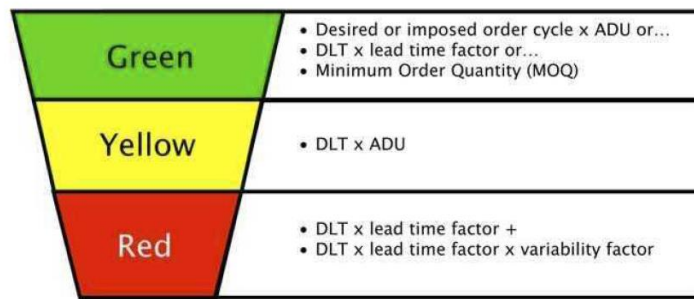 Green
• Desired or imposed order cycle x ADU or...
• DLT x lead time factor or...
• Minimum Order Quantity (MOQ)
Yellow
• DLT x ADU
Red
• DLT x lead time factor +
• DLT x lead time factor x variability factor